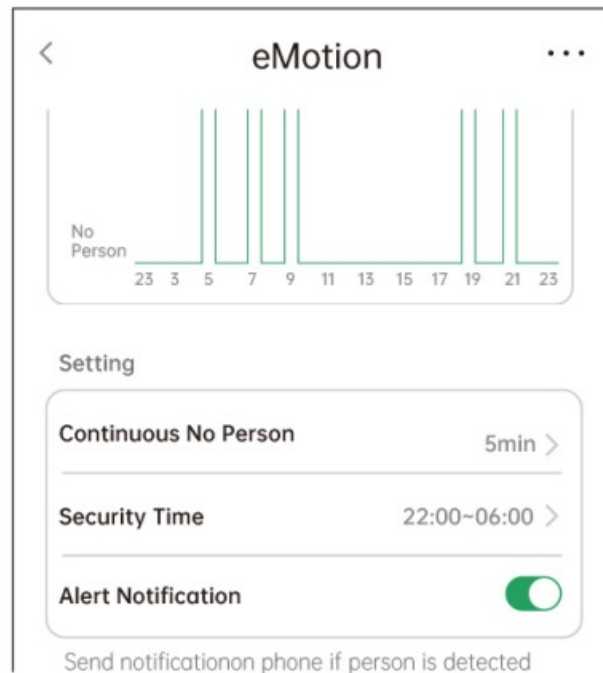 eMotion
No
Person
23 3 5 7 9 11 13 15 17 19 21 23
Setting
Continuous No Person 5min
Security Time 22:00~06:00
Alert Notification
Send notificationon phone if person is detected